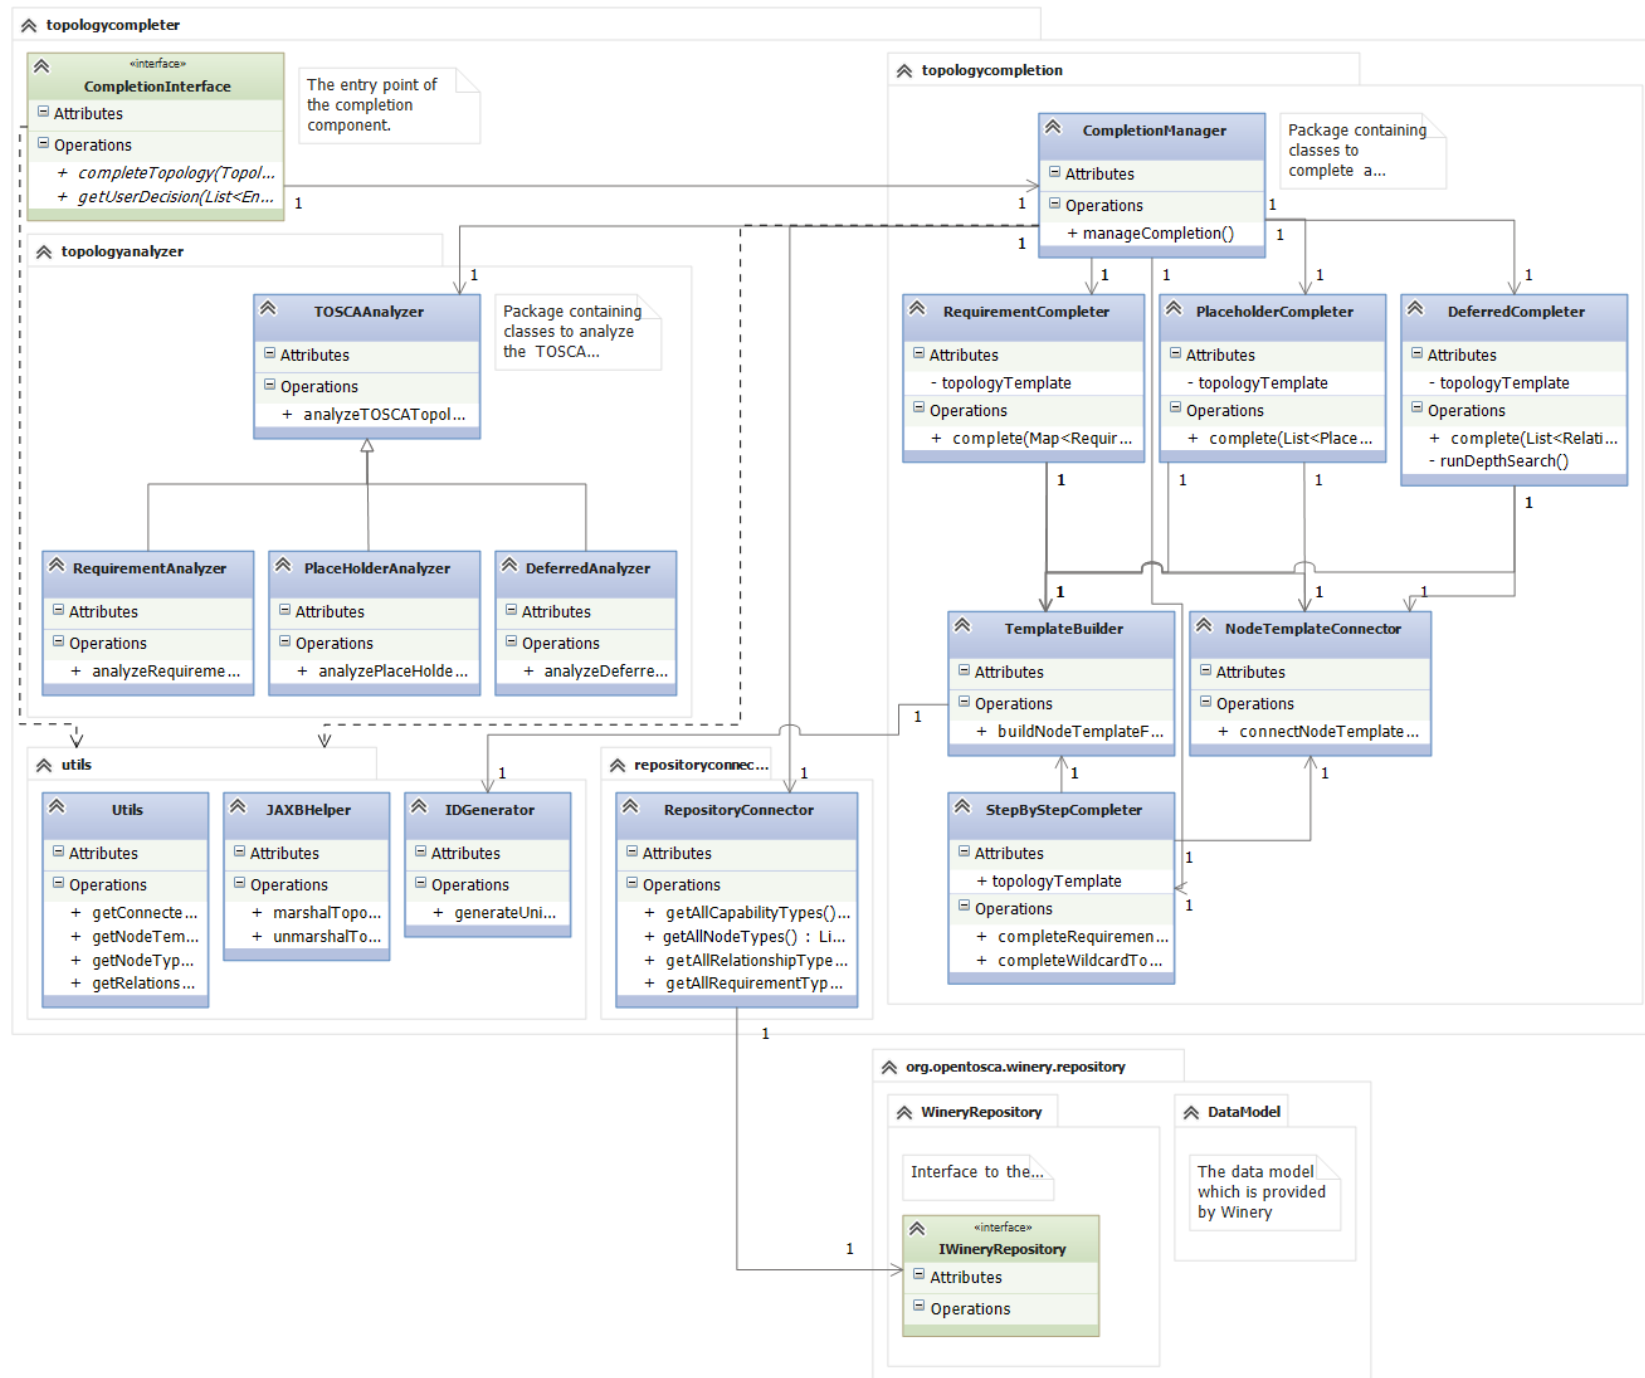 topologycompleter
«interface»
CompletionInterface
Attributes
Operations
+ completeTopology(Topol...
+ getUserDecision(List<En...
The entry point of
the completion
component.
1
1
topologycompletion
CompletionManager
Attributes
Operations
+ manageCompletion()
Package containing
classes to
complete a...
1
1
1
1
1
1
1
1
topologyanalyzer
TOSCAAnalyzer
Attributes
Operations
+ analyzeTOSCATopol...
Package containing
classes to analyze
the TOSCA...
RequirementCompleter
Attributes
- topologyTemplate
Operations
+ complete(Map<Requir...
PlaceholderCompleter
Attributes
- topologyTemplate
Operations
+ complete(List<Place...
DeferredCompleter
Attributes
- topologyTemplate
Operations
+ complete(List<Relati...
- runDepthSearch()
1
1
1
1
RequirementAnalyzer
Attributes
Operations
+ analyzeRequireme...
PlaceHolderAnalyzer
Attributes
Operations
+ analyzePlaceHolde...
DeferredAnalyzer
Attributes
Operations
+ analyzeDeferre...
1
1
1
TemplateBuilder
Attributes
Operations
+ buildNodeTemplateF...
NodeTemplateConnector
Attributes
Operations
+ connectNodeTemplate...
1
1
1
1
1
utils
Utils
Attributes
Operations
+ getConnecte...
+ getNodeTem...
+ getNodeTyp...
+ getRelations...
JAXBHelper
Attributes
Operations
+ marshalTopo...
+ unmarshalTo...
IDGenerator
Attributes
Operations
+ generateUni...
repositoryconnec...
RepositoryConnector
Attributes
Operations
+ getAllCapabilityTypes()...
+ getAllNodeTypes() : Li...
+ getAllRelationshipType...
+ getAllRequirementTyp...
StepByStepCompleter
Attributes
+ topologyTemplate
Operations
+ completeRequiremen...
+ completeWildcardTo...
1
1
1
org.opentosca.winery.repository
WineryRepository
Interface to the...
«interface»
IWineryRepository
Attributes
Operations
1
DataModel
The data model
which is provided
by Winery